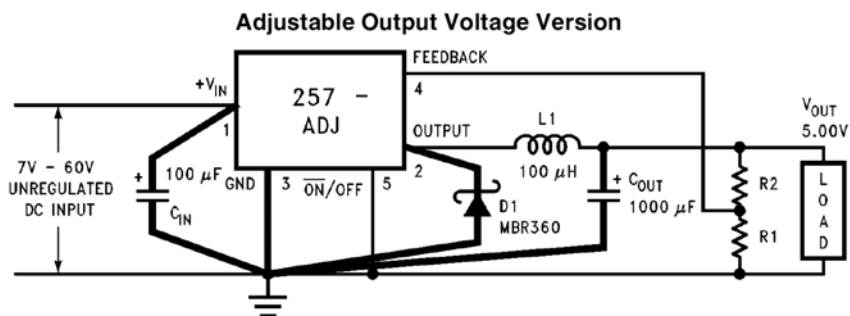 Adjustable Output Voltage Version
FEEDBACK
+VIN
257 -
ADJ
4
1
OUTPUT
L1
VOUT
5.00V
7V - 60V
UNREGULATED
DC INPUT
+
100 μF
CIN
GND
3
ON/OFF
5
2
100 μH
D1
MBR360
+
COUT
1000 μF
R2
R1
LOAD